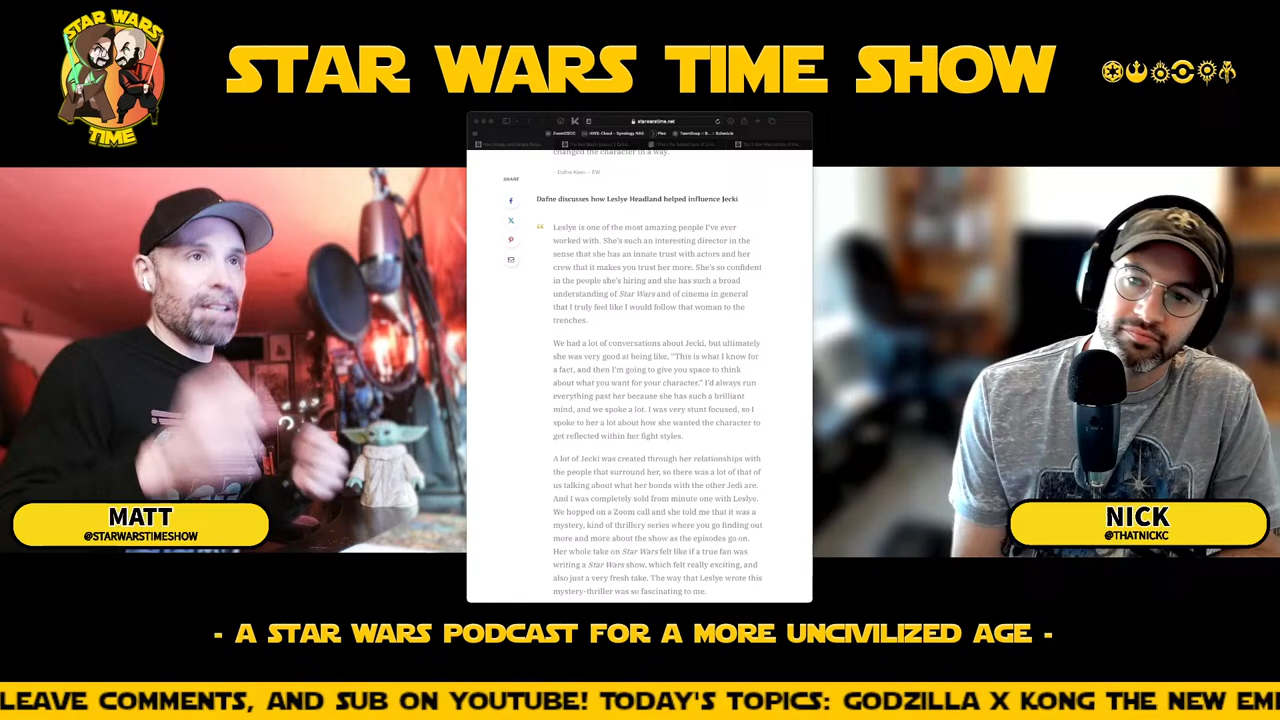 STAR WARS
TIME
STAR WARS TIME SHOW
starwarstime.net
changed the character in a way.
- Dafne Keen – EW
SHARE
Dafne discusses how Leslye Headland helped influence Jecki
Leslye is one of the most amazing people I've ever
worked with. She's such an interesting director in the
sense that she has an innate trust with actors and her
crew that it makes you trust her more. She's so confident
in the people she's hiring and she has such a broad
understanding of Star Wars and of cinema in general
that I truly feel like I would follow that woman to the
trenches.
We had a lot of conversations about Jecki, but ultimately
she was very good at being like, "This is what I know for
a fact, and then I'm going to give you space to think
about what you want for your character." I'd always run
everything past her because she has such a brilliant
mind, and we spoke a lot. I was very stunt focused, so I
spoke to her a lot about how she wanted the character to
get reflected within her fight styles.
A lot of Jecki was created through her relationships with
the people that surround her, so there was a lot of that of
us talking about what her bonds with the other Jedi are.
And I was completely sold from minute one with Leslye.
We hopped on a Zoom call and she told me that it was a
mystery, kind of thrillery series where you go finding out
more and more about the show as the episodes go on.
Her whole take on Star Wars felt like if a true fan was
writing a Star Wars show, which felt really exciting, and
also just a very fresh take. The way that Leslye wrote this
mystery-thriller was so fascinating to me.
MATT
@STARWARSTIMESHOW
NICK
@THATNICKC
- A STAR WARS PODCAST FOR A MORE UNCIVILIZED AGE -
LEAVE COMMENTS, AND SUB ON YOUTUBE! TODAY'S TOPICS: GODZILLA X KONG THE NEW EMI